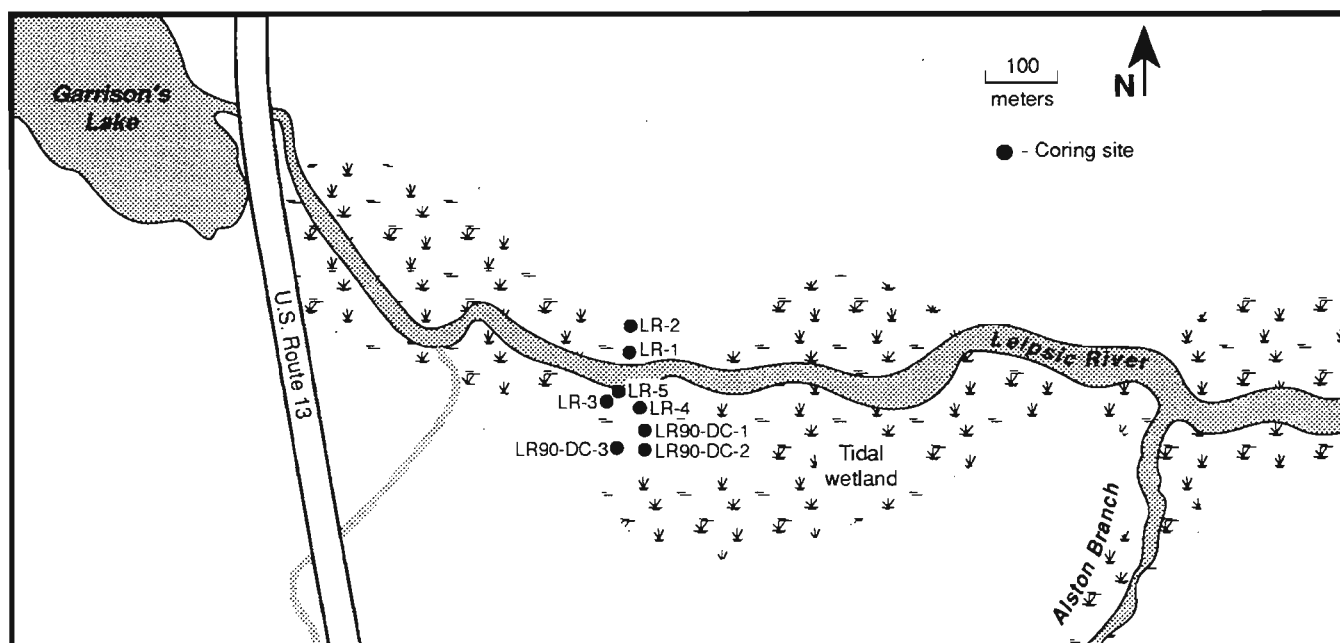 Garrison's
Lake
100
meters
N
- Coring site
U.S. Route 13
LR-2
LR-1
Leipsic River
LR-5
LR-3
LR-4
LR90-DC-1
LR90-DC-3
LR90-DC-2
Tidal
wetland
Alston Branch